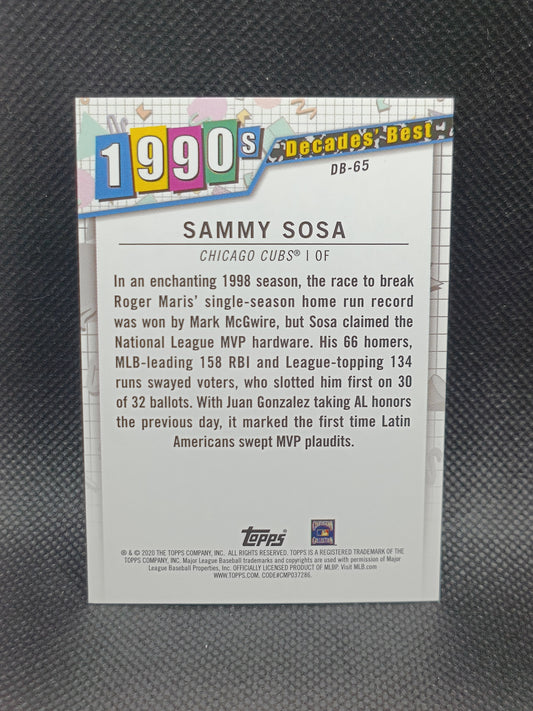 1990s
Decades' Best
DB-65
SAMMY SOSA
CHICAGO CUBS® | OF
In an enchanting 1998 season, the race to break
Roger Maris' single-season home run record
was won by Mark McGwire, but Sosa claimed the
National League MVP hardware. His 66 homers,
MLB-leading 158 RBI and League-topping 134
runs swayed voters, who slotted him first on 30
of 32 ballots. With Juan Gonzalez taking AL honors
the previous day, it marked the first time Latin
Americans swept MVP plaudits.
Topps®
® & © 2020 THE TOPPS COMPANY, INC. ALL RIGHTS RESERVED. TOPPS IS A REGISTERED TRADEMARK OF THE
TOPPS COMPANY, INC. Major League Baseball trademarks and copyrights are used with permission of Major
League Baseball Properties, Inc. OFFICIALLY LICENSED PRODUCT OF MLBP. Visit MLB.com
WWW.TOPPS.COM. CODE#CMP037286.